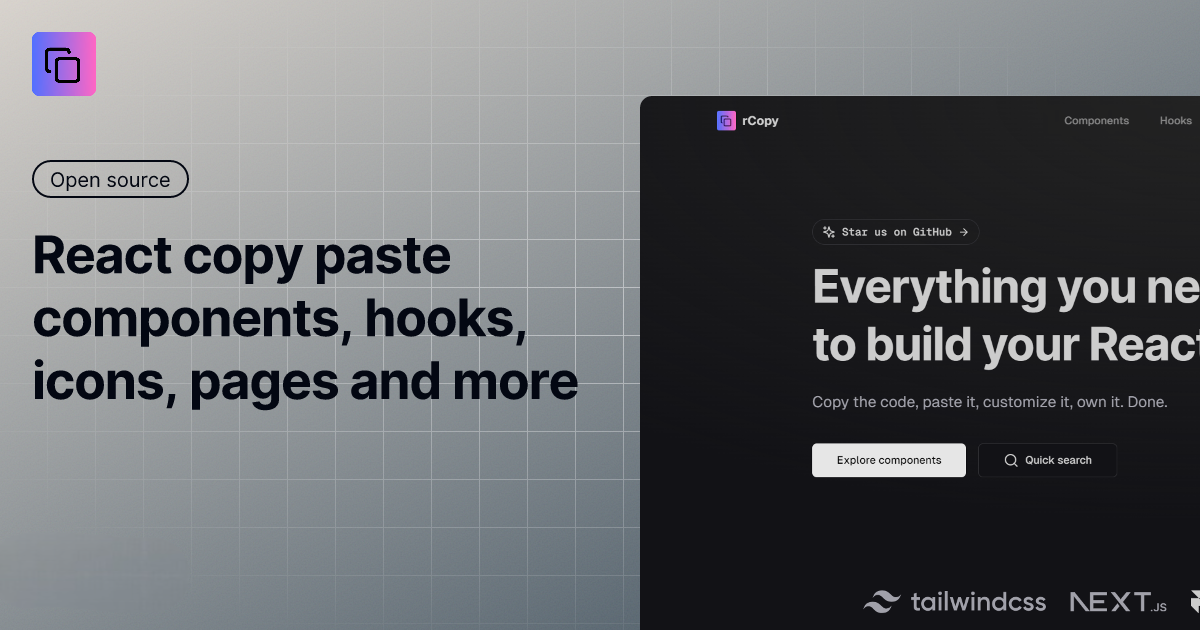 Open source
React copy paste
components, hooks,
icons, pages and more
rCopy
Components Hooks
Star us on GitHub →
Everything you ne
to build your React
Copy the code, paste it, customize it, own it. Done.
Explore components
Quick search
tailwindcss NEXT.JS